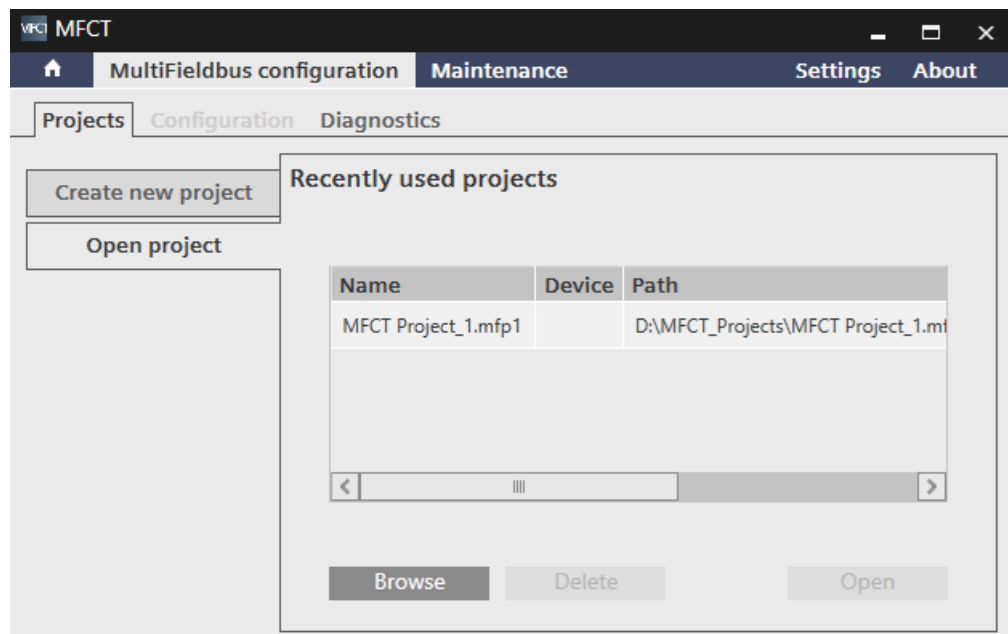 MFCT MFCT
MultiFieldbus configuration Maintenance Settings About
Projects Configuration Diagnostics
Create new project
Open project
Recently used projects
Name Device Path
MFCT Project_1.mfp1 D:\MFCT_Projects\MFCT Project_1.mf
Browse Delete Open